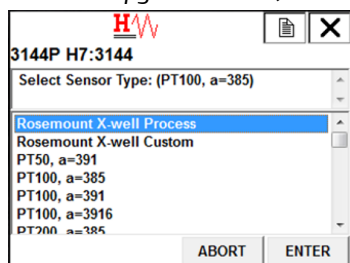 H
3144P H7:3144
Select Sensor Type: (PT100, a=385)
Rosemount X-well Process
Rosemount X-well Custom
PT50, a=391
PT100, a=385
PT100, a=391
PT100, a=3916
PT200, a=385
ABORT ENTER